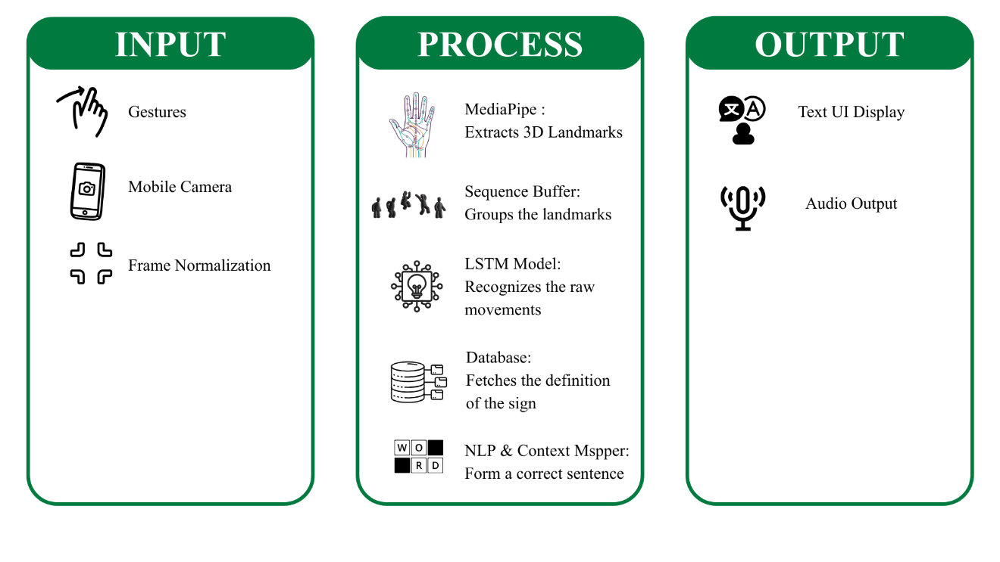 INPUT
Gestures
Mobile Camera
Frame Normalization
PROCESS
MediaPipe :
Extracts 3D Landmarks
Sequence Buffer:
Groups the landmarks
LSTM Model:
Recognizes the raw
movements
Database:
Fetches the definition
of the sign
W O
R D
NLP & Context Mspper:
Form a correct sentence
OUTPUT
文 A
Text UI Display
Audio Output